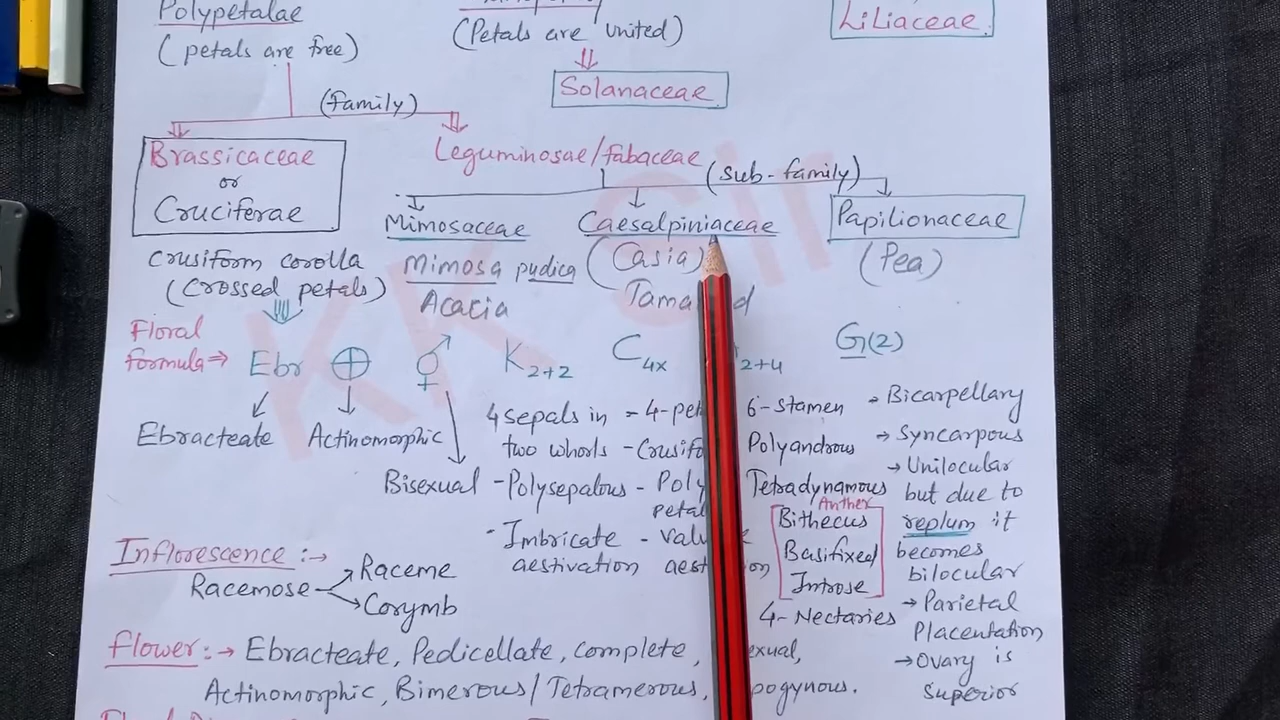 Polypetalae
(petals are free)
(Petals are united)
Liliaceae
Solanaceae
(family)
Brassicaceae
or
Cruciferae
Leguminosae/fabaceae
(sub-family)
Mimosaceae
Caesalpiniaceae
Papilionaceae
Crusiform corolla
(Crossed petals)
Mimosa pudica
Acacia
(Casia)
(Pea)
Floral
formula⇒
Ebr ⊕ ⚥ K2+2 C4x 2+4 G(2)
Ebracteate
Actinomorphic
Bisexual
4 sepals in
two whorls
-Polysepalous
-Imbricate
aestivation
6-stamen
Polyandrous
Tetradynamous
Anther
Bithecus
Basifixed
Introse
4-Nectaries
→Bicarpellary
→Syncarpous
→Unilocular
but due to
replum it
becomes
bilocular
→Parietal
Placentation
→Ovary is
Superior
Inflorescence:→
Racemose
Raceme
Corymb
Flower:→ Ebracteate, Pedicellate, complete,
Actinomorphic, Bimerous/Tetramerous,
KK Sir